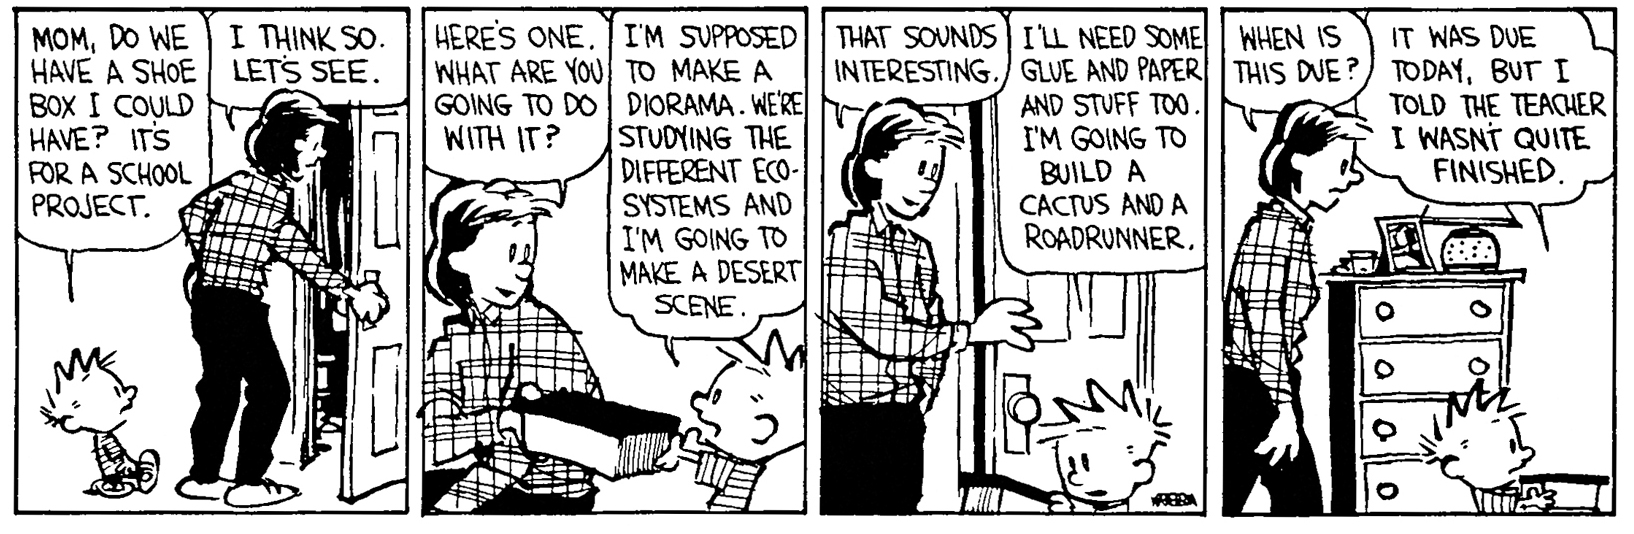 MOM, DO WE
HAVE A SHOE
BOX I COULD
HAVE? IT'S
FOR A SCHOOL
PROJECT.
I THINK SO.
LET'S SEE.
HERE'S ONE.
WHAT ARE YOU
GOING TO DO
WITH IT?
I'M SUPPOSED
TO MAKE A
DIORAMA. WE'RE
STUDYING THE
DIFFERENT ECO-
SYSTEMS AND
I'M GOING TO
MAKE A DESERT
SCENE.
THAT SOUNDS
INTERESTING.
I'LL NEED SOME
GLUE AND PAPER
AND STUFF TOO.
I'M GOING TO
BUILD A
CACTUS AND A
ROADRUNNER.
WHEN IS
THIS DUE?
IT WAS DUE
TODAY, BUT I
TOLD THE TEACHER
I WASN'T QUITE
FINISHED.